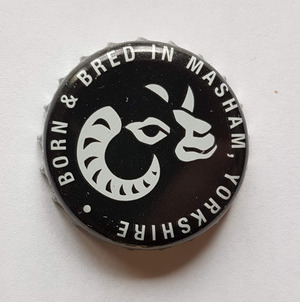 • BORN & BRED IN MASHAM, YORKSHIRE